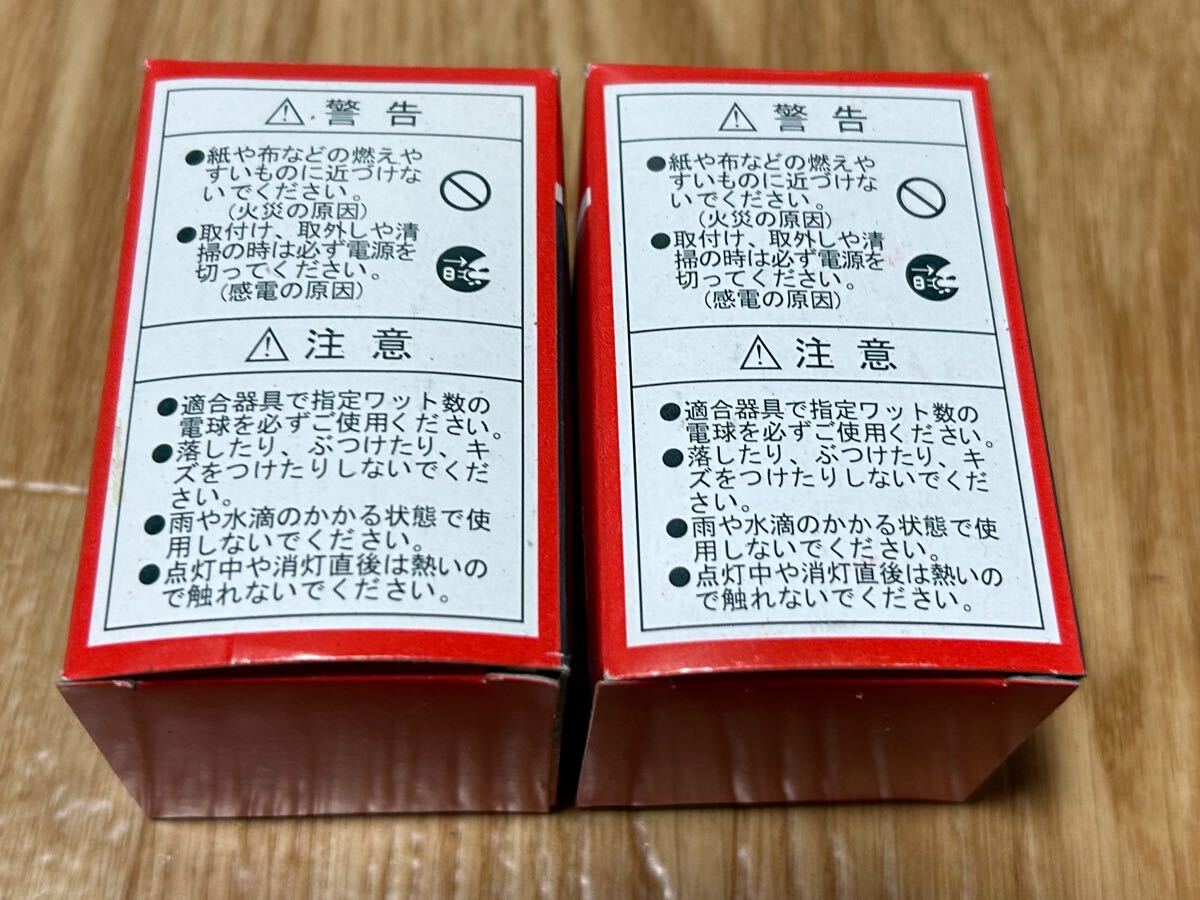 ⚠警告
●紙や布などの燃えや
すいものに近づけな
いでください。
(火災の原因)
●取付け、取外しや清
掃の時は必ず電源を
切ってください。
(感電の原因)
⚠注意
●適合器具で指定ワット数の
電球を必ずご使用ください。
●落したり、ぶつけたり、キ
ズをつけたりしないでくだ
さい。
●雨や水滴のかかる状態で使
用しないでください。
●点灯中や消灯直後は熱いの
で触れないでください。
⚠警告
●紙や布などの燃えや
すいものに近づけな
いでください。
(火災の原因)
●取付け、取外しや清
掃の時は必ず電源を
切ってください。
(感電の原因)
⚠注意
●適合器具で指定ワット数の
電球を必ずご使用ください。
●落したり、ぶつけたり、キ
ズをつけたりしないでくだ
さい。
●雨や水滴のかかる状態で使
用しないでください。
●点灯中や消灯直後は熱いの
で触れないでください。